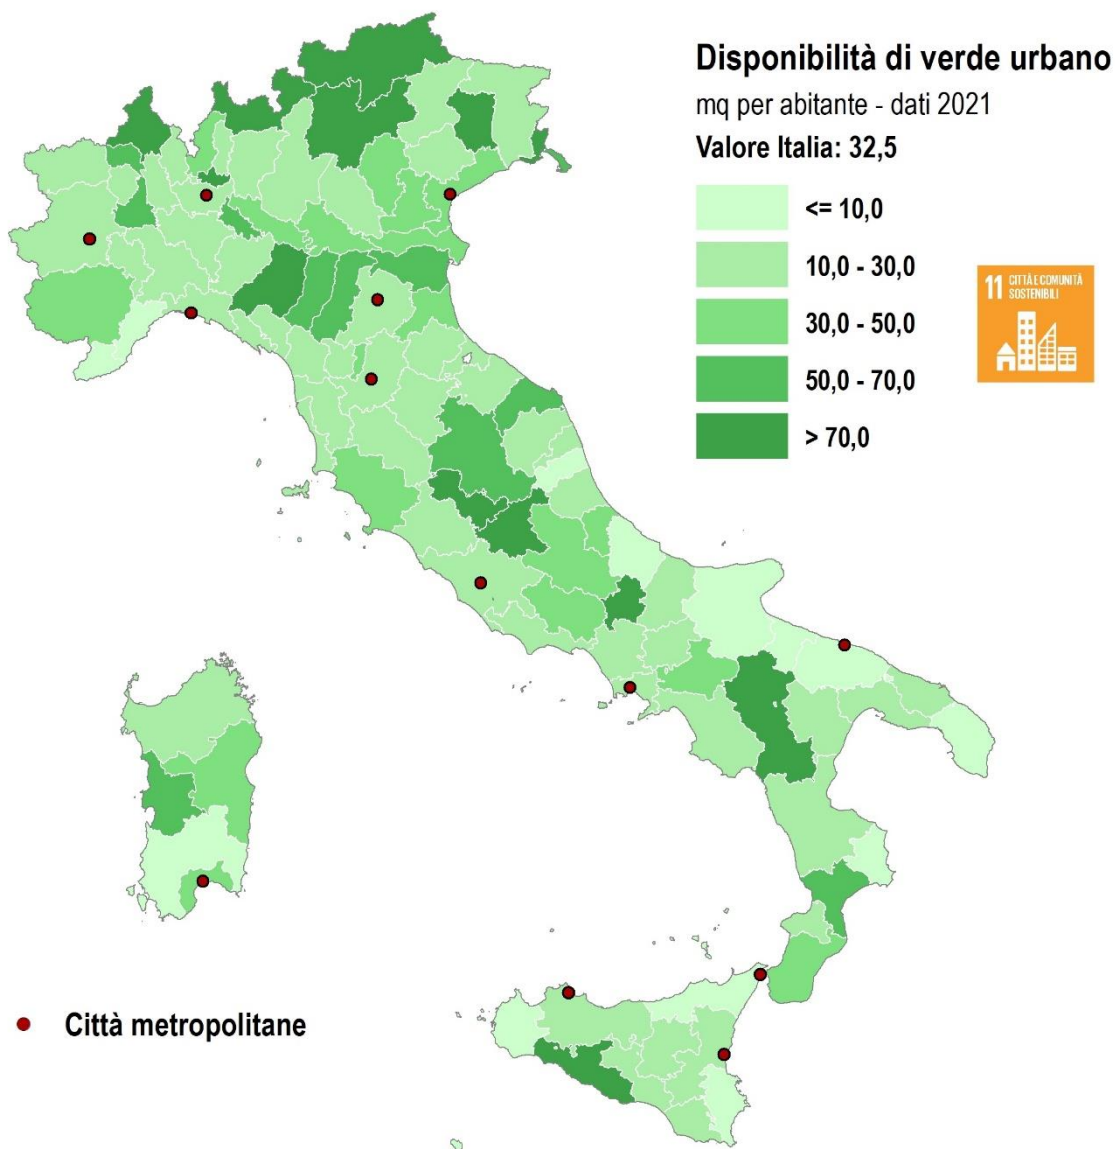 Disponibilità di verde urbano
mq per abitante - dati 2021
Valore Italia: 32,5
<= 10,0
10,0 - 30,0
30,0 - 50,0
50,0 - 70,0
> 70,0
11 CITTÀ E COMUNITÀ
SOSTENIBILI
Città metropolitane